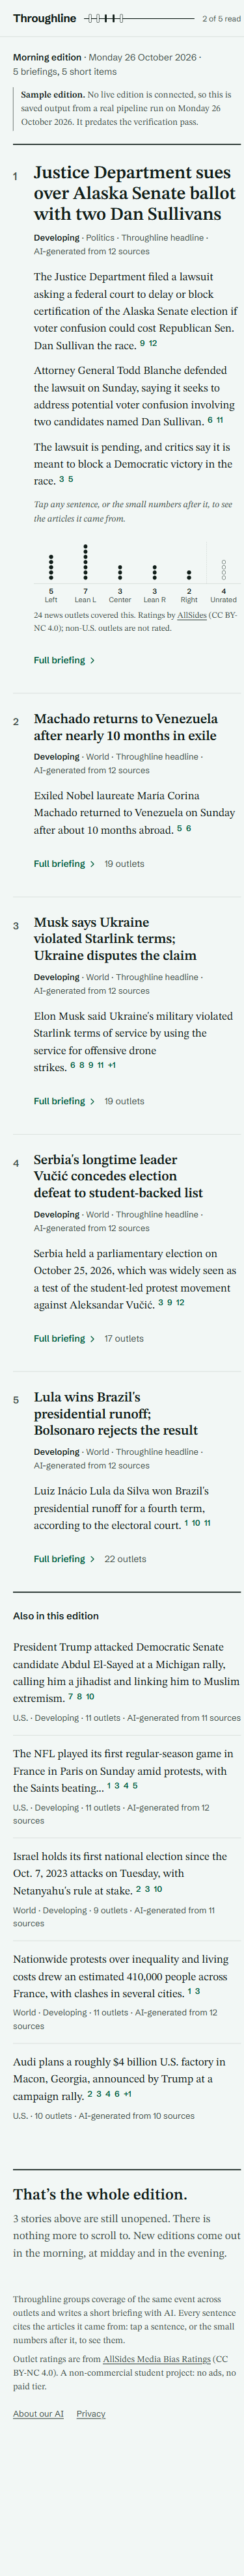 Throughline
2 of 5 read
Morning edition · Monday 26 October 2026 ·
5 briefings, 5 short items
Sample edition. No live edition is connected, so this is
saved output from a real pipeline run on Monday 26
October 2026. It predates the verification pass.
1
Justice Department sues
over Alaska Senate ballot
with two Dan Sullivans
Developing · Politics · Throughline headline ·
AI-generated from 12 sources
The Justice Department filed a lawsuit
asking a federal court to delay or block
certification of the Alaska Senate election if
voter confusion could cost Republican Sen.
Dan Sullivan the race. 9 12
Attorney General Todd Blanche defended
the lawsuit on Sunday, saying it seeks to
address potential voter confusion involving
two candidates named Dan Sullivan. 6 11
The lawsuit is pending, and critics say it is
meant to block a Democratic victory in the
race. 3 5
Tap any sentence, or the small numbers after it, to see
the articles it came from.
5 7 3 3 2 4
Left Lean L Center Lean R Right Unrated
24 news outlets covered this. Ratings by AllSides (CC BY-
NC 4.0); non-U.S. outlets are not rated.
Full briefing >
2
Machado returns to Venezuela
after nearly 10 months in exile
Developing · World · Throughline headline ·
AI-generated from 12 sources
Exiled Nobel laureate María Corina
Machado returned to Venezuela on Sunday
after about 10 months abroad. 5 6
Full briefing > 19 outlets
3
Musk says Ukraine
violated Starlink terms;
Ukraine disputes the claim
Developing · World · Throughline headline ·
AI-generated from 12 sources
Elon Musk said Ukraine's military violated
Starlink terms of service by using the
service for offensive drone
strikes. 6 8 9 11 +1
Full briefing > 19 outlets
4
Serbia's longtime leader
Vučić concedes election
defeat to student-backed list
Developing · World · Throughline headline ·
AI-generated from 12 sources
Serbia held a parliamentary election on
October 25, 2026, which was widely seen as
a test of the student-led protest movement
against Aleksandar Vučić. 3 9 12
Full briefing > 17 outlets
5
Lula wins Brazil's
presidential runoff;
Bolsonaro rejects the result
Developing · World · Throughline headline ·
AI-generated from 12 sources
Luiz Inácio Lula da Silva won Brazil's
presidential runoff for a fourth term,
according to the electoral court. 1 10 11
Full briefing > 22 outlets
Also in this edition
President Trump attacked Democratic Senate
candidate Abdul El-Sayed at a Michigan rally,
calling him a jihadist and linking him to Muslim
extremism. 7 8 10
U.S. · Developing · 11 outlets · AI-generated from 11 sources
The NFL played its first regular-season game in
France in Paris on Sunday amid protests, with
the Saints beating... 1 3 4 5
U.S. · Developing · 11 outlets · AI-generated from 12
sources
Israel holds its first national election since the
Oct. 7, 2023 attacks on Tuesday, with
Netanyahu's rule at stake. 2 3 10
World · Developing · 9 outlets · AI-generated from 11
sources
Nationwide protests over inequality and living
costs drew an estimated 410,000 people across
France, with clashes in several cities. 1 3
World · Developing · 11 outlets · AI-generated from 12
sources
Audi plans a roughly $4 billion U.S. factory in
Macon, Georgia, announced by Trump at a
campaign rally. 2 3 4 6 +1
U.S. · 10 outlets · AI-generated from 10 sources
That's the whole edition.
3 stories above are still unopened. There is
nothing more to scroll to. New editions come out
in the morning, at midday and in the evening.
Throughline groups coverage of the same event across
outlets and writes a short briefing with AI. Every sentence
cites the articles it came from: tap a sentence, or the small
numbers after it, to see them.
Outlet ratings are from AllSides Media Bias Ratings (CC
BY-NC 4.0). A non-commercial student project: no ads, no
paid tier.
About our AI Privacy